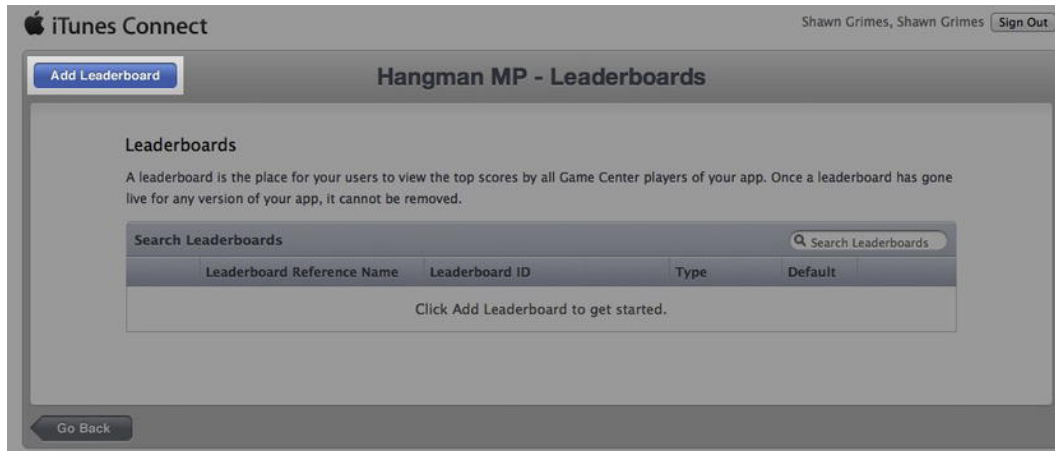 iTunes Connect
Shawn Grimes, Shawn Grimes Sign Out
Add Leaderboard
Hangman MP - Leaderboards
Leaderboards
A leaderboard is the place for your users to view the top scores by all Game Center players of your app. Once a leaderboard has gone
live for any version of your app, it cannot be removed.
Search Leaderboards
Search Leaderboards
Leaderboard Reference Name Leaderboard ID Type Default
Click Add Leaderboard to get started.
Go Back